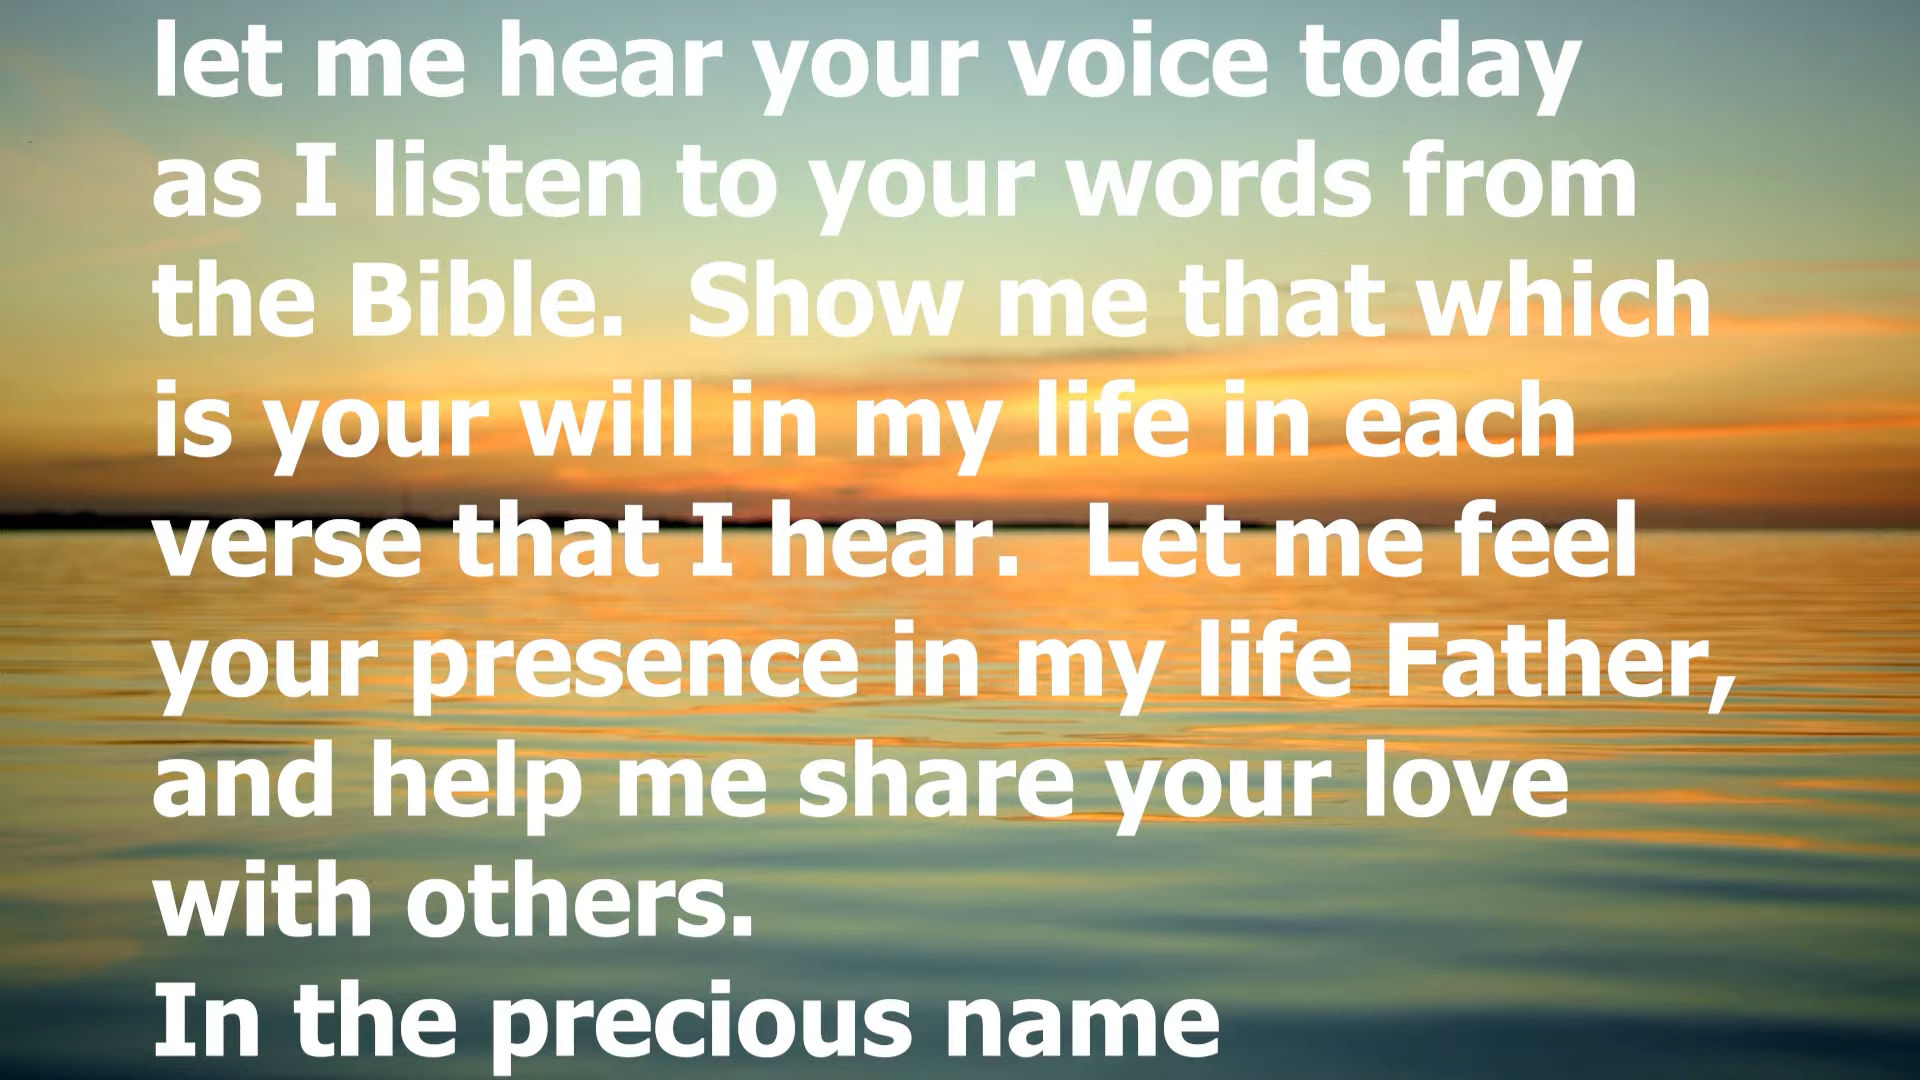 let me hear your voice today
as I listen to your words from
the Bible.  Show me that which
is your will in my life in each
verse that I hear.  Let me feel
your presence in my life Father,
and help me share your love
with others.
In the precious name